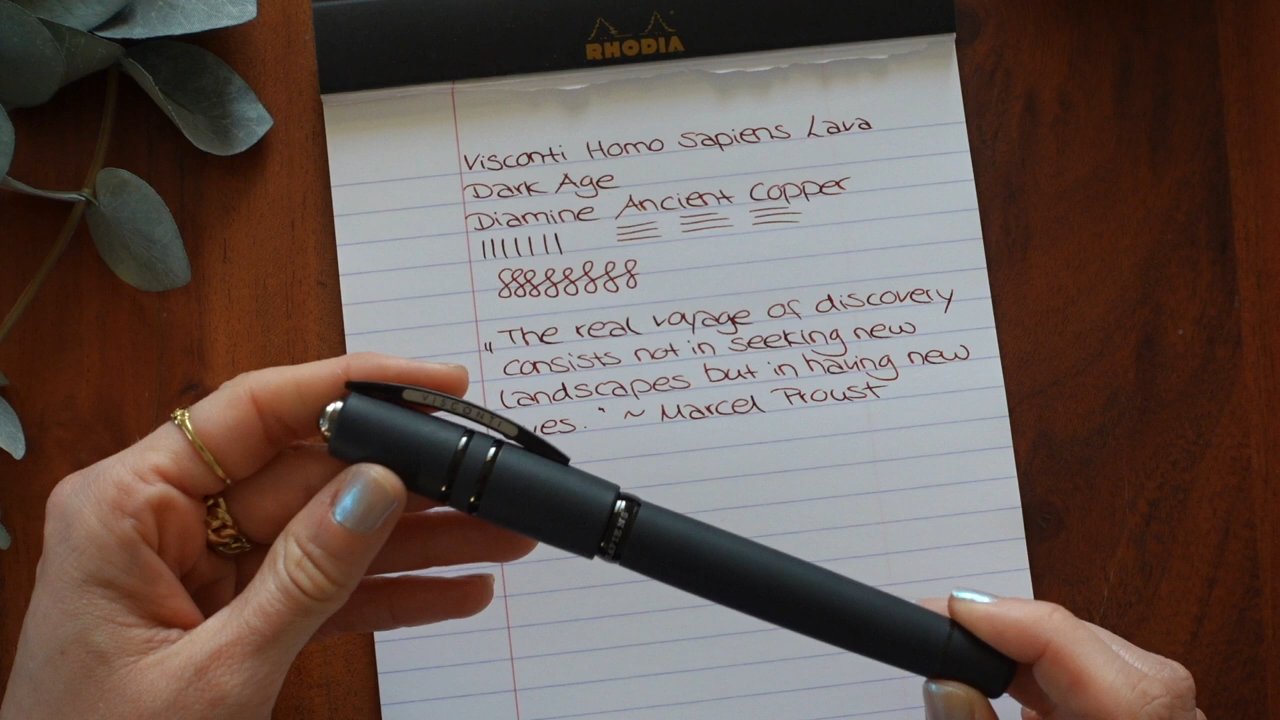 RHODIA
Visconti Homo Sapiens Lava
Dark Age
Diamine Ancient Copper
"The real voyage of discovery
consists not in seeking new
landscapes but in having new
yes." ~ Marcel Proust
VISCONTI